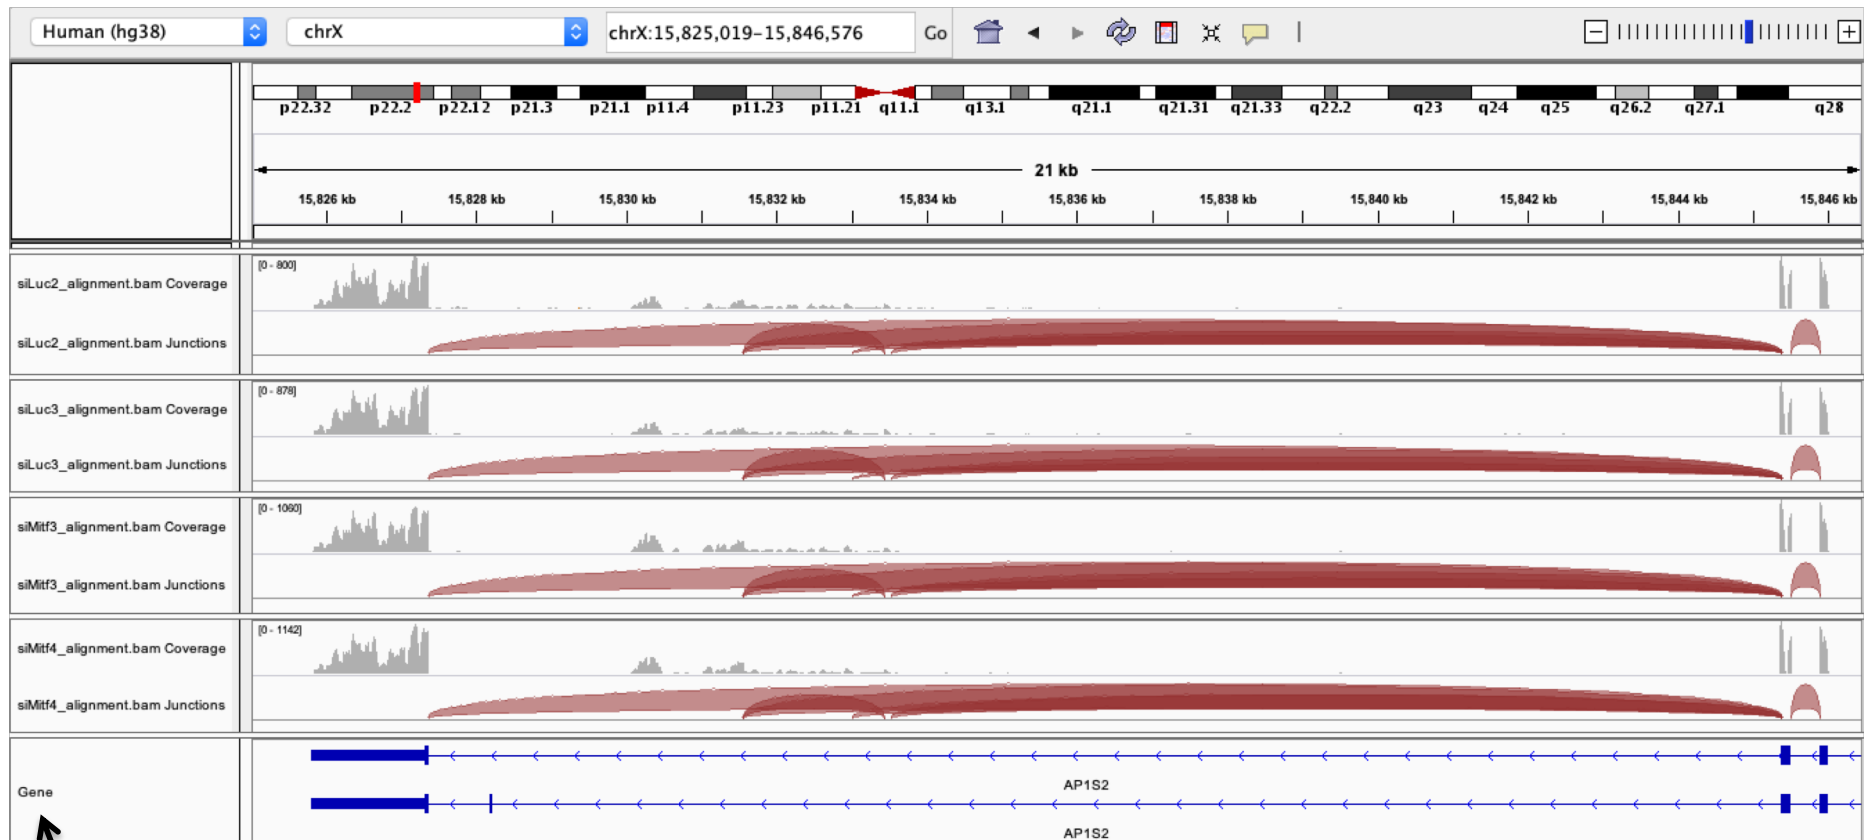 Human (hg38) chrX chrX:15,825,019-15,846,576 Go
p22.32 p22.2 p22.12 p21.3 p21.1 p11.4 p11.23 p11.21 q11.1 q13.1 q21.1 q21.31 q21.33 q22.2 q23 q24 q25 q26.2 q27.1 q28
21 kb
15,826 kb 15,828 kb 15,830 kb 15,832 kb 15,834 kb 15,836 kb 15,838 kb 15,840 kb 15,842 kb 15,844 kb 15,846 kb
[0 - 800]
siLuc2_alignment.bam Coverage
siLuc2_alignment.bam Junctions
[0 - 878]
siLuc3_alignment.bam Coverage
siLuc3_alignment.bam Junctions
[0 - 1060]
siMitf3_alignment.bam Coverage
siMitf3_alignment.bam Junctions
[0 - 1142]
siMitf4_alignment.bam Coverage
siMitf4_alignment.bam Junctions
AP1S2
Gene
AP1S2